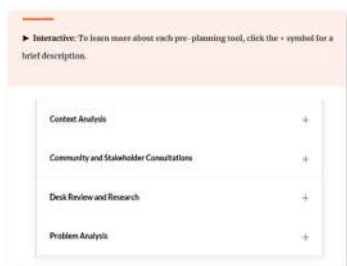 ► Interactive: To learn more about each pre-planning tool, click the + symbol for a
brief description.
Context Analysis +
Community and Stakeholder Consultations +
Desk Review and Research +
Problem Analysis +